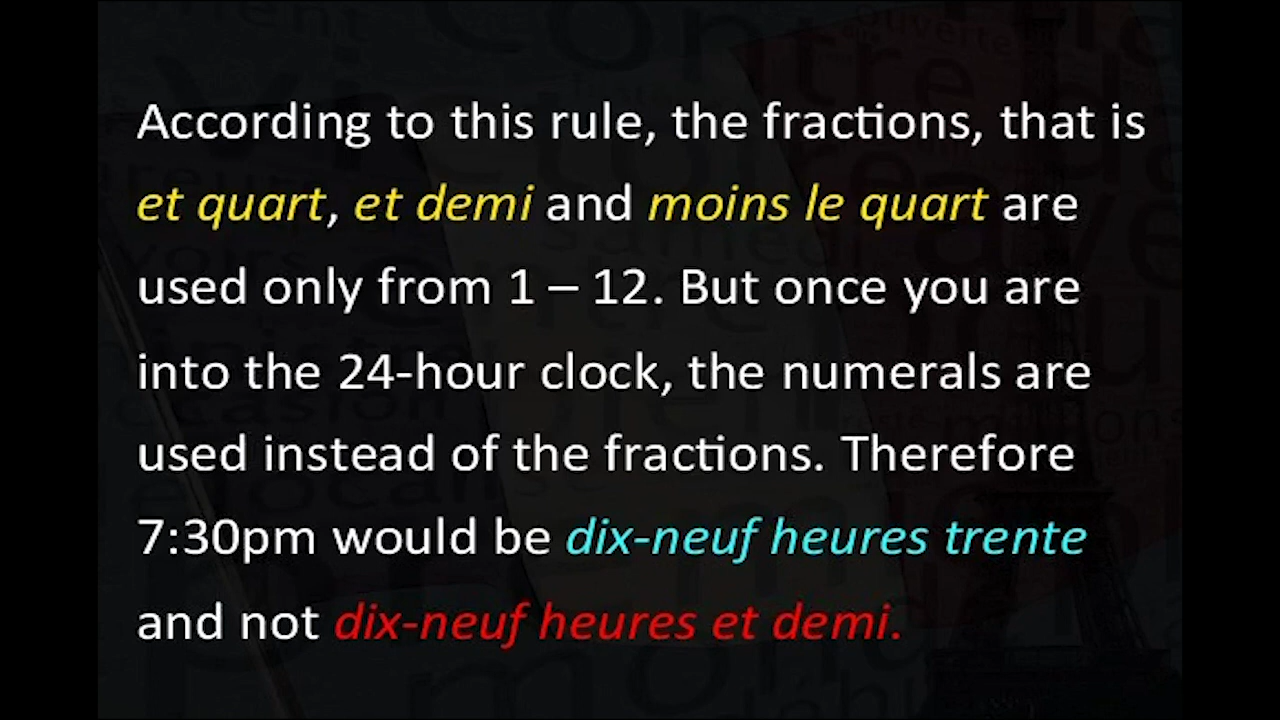 According to this rule, the fractions, that is
et quart, et demi and moins le quart are
used only from 1 – 12. But once you are
into the 24-hour clock, the numerals are
used instead of the fractions. Therefore
7:30pm would be dix-neuf heures trente
and not dix-neuf heures et demi.